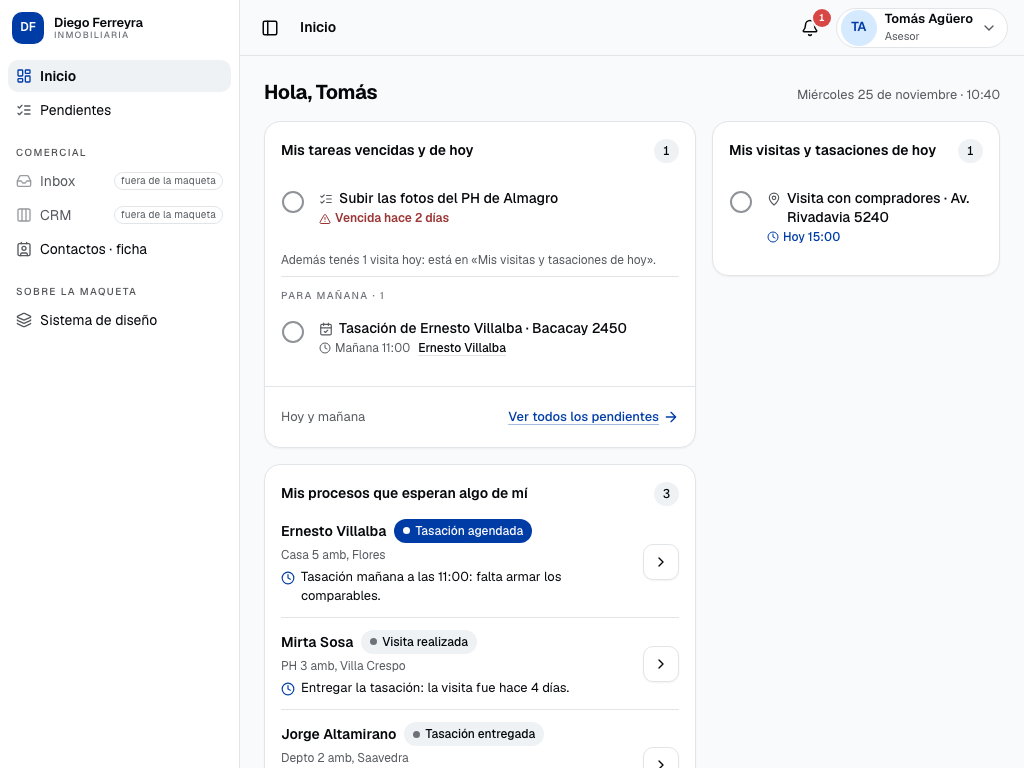 DF
Diego Ferreyra
INMOBILIARIA
Inicio
Pendientes
COMERCIAL
Inbox
fuera de la maqueta
CRM
fuera de la maqueta
Contactos · ficha
SOBRE LA MAQUETA
Sistema de diseño
Inicio
1
TA
Tomás Agüero
Asesor
Hola, Tomás
Miércoles 25 de noviembre · 10:40
Mis tareas vencidas y de hoy
1
Subir las fotos del PH de Almagro
Vencida hace 2 días
Además tenés 1 visita hoy: está en «Mis visitas y tasaciones de hoy».
PARA MAÑANA · 1
Tasación de Ernesto Villalba · Bacacay 2450
Mañana 11:00 Ernesto Villalba
Hoy y mañana
Ver todos los pendientes
Mis visitas y tasaciones de hoy
1
Visita con compradores · Av.
Rivadavia 5240
Hoy 15:00
Mis procesos que esperan algo de mí
3
Ernesto Villalba
Tasación agendada
Casa 5 amb, Flores
Tasación mañana a las 11:00: falta armar los
comparables.
Mirta Sosa
Visita realizada
PH 3 amb, Villa Crespo
Entregar la tasación: la visita fue hace 4 días.
Jorge Altamirano
Tasación entregada
Depto 2 amb, Saavedra